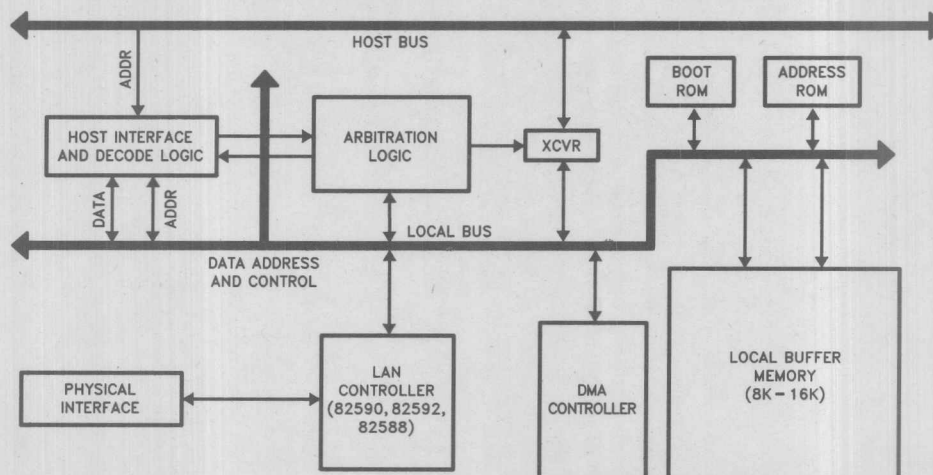 HOST BUS
ADDR
BOOT
ROM
ADDRESS
ROM
HOST INTERFACE
AND DECODE LOGIC
ARBITRATION
LOGIC
XCVR
DATA
ADDR
LOCAL BUS
DATA ADDRESS
AND CONTROL
PHYSICAL
INTERFACE
LAN
CONTROLLER
(82590, 82592,
82588)
DMA
CONTROLLER
LOCAL BUFFER
MEMORY
(8K-16K)